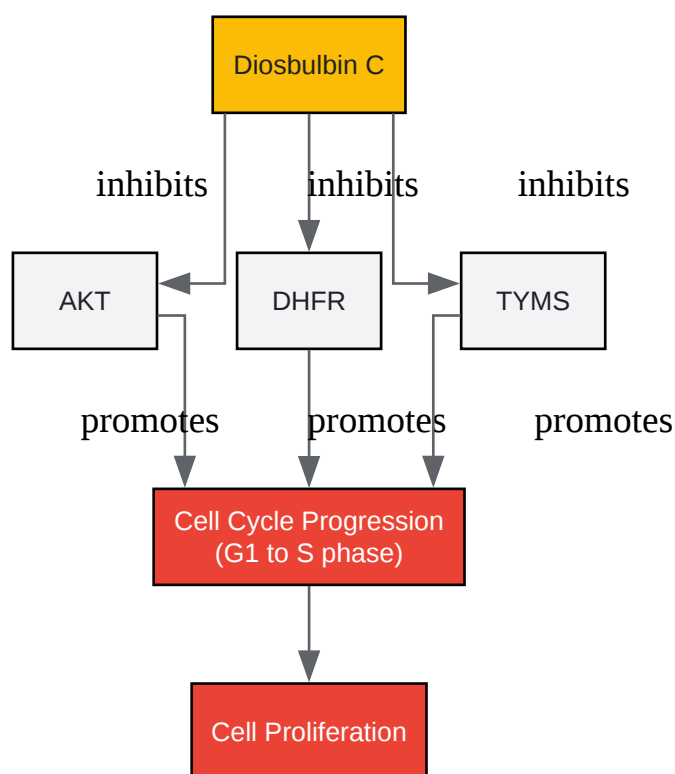 Diosbulbin C
inhibits inhibits inhibits
AKT DHFR TYMS
promotes promotes promotes
Cell Cycle Progression
(G1 to S phase)
Cell Proliferation